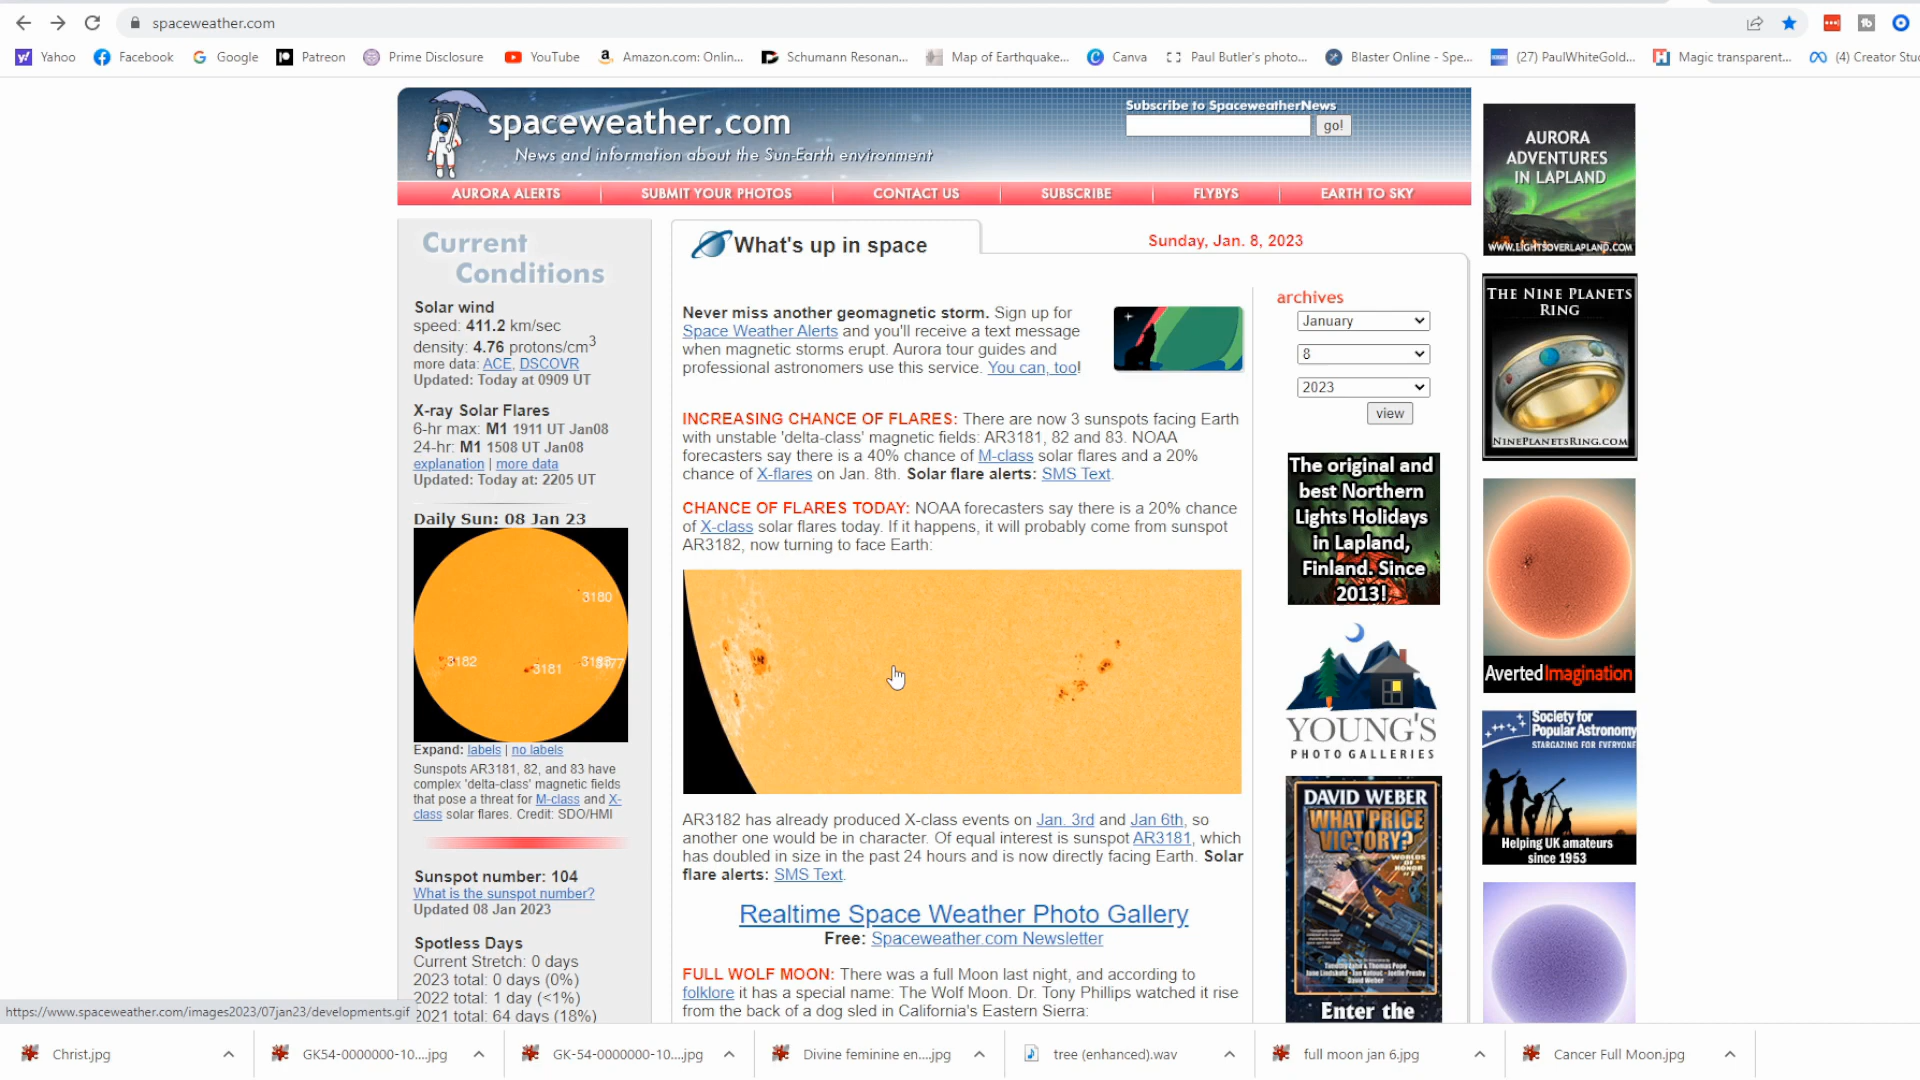 spaceweather.com
Yahoo
Facebook
Google
Patreon
Prime Disclosure
YouTube
Amazon.com: Onlin...
Schumann Resonan...
Map of Earthquake...
Canva
Paul Butler's photo...
Blaster Online - Spe...
(27) PaulWhiteGold...
Magic transparent...
(4) Creator Stu
spaceweather.com
News and information about the Sun-Earth environment
Subscribe to SpaceweatherNews
go!
AURORA ALERTS
SUBMIT YOUR PHOTOS
CONTACT US
SUBSCRIBE
FLYBYS
EARTH TO SKY
Current
Conditions
Solar wind
speed: 411.2 km/sec
density: 4.76 protons/cm3
more data: ACE, DSCOVR
Updated: Today at 0909 UT
X-ray Solar Flares
6-hr max: M1 1911 UT Jan08
24-hr: M1 1508 UT Jan08
explanation | more data
Updated: Today at: 2205 UT
Daily Sun: 08 Jan 23
3180
3182
3181
Expand: labels | no labels
Sunspots AR3181, 82, and 83 have
complex 'delta-class' magnetic fields
that pose a threat for M-class and X-
class solar flares. Credit: SDO/HMI
Sunspot number: 104
What is the sunspot number?
Updated 08 Jan 2023
Spotless Days
Current Stretch: 0 days
2023 total: 0 days (0%)
2022 total: 1 day (<1%)
2021 total: 64 days (18%)
What's up in space
Sunday, Jan. 8, 2023
Never miss another geomagnetic storm. Sign up for
Space Weather Alerts and you'll receive a text message
when magnetic storms erupt. Aurora tour guides and
professional astronomers use this service. You can, too!
INCREASING CHANCE OF FLARES: There are now 3 sunspots facing Earth
with unstable 'delta-class' magnetic fields: AR3181, 82 and 83. NOAA
forecasters say there is a 40% chance of M-class solar flares and a 20%
chance of X-flares on Jan. 8th. Solar flare alerts: SMS Text.
CHANCE OF FLARES TODAY: NOAA forecasters say there is a 20% chance
of X-class solar flares today. If it happens, it will probably come from sunspot
AR3182, now turning to face Earth:
AR3182 has already produced X-class events on Jan. 3rd and Jan 6th, so
another one would be in character. Of equal interest is sunspot AR3181, which
has doubled in size in the past 24 hours and is now directly facing Earth. Solar
flare alerts: SMS Text.
Realtime Space Weather Photo Gallery
Free: Spaceweather.com Newsletter
FULL WOLF MOON: There was a full Moon last night, and according to
folklore it has a special name: The Wolf Moon. Dr. Tony Phillips watched it rise
from the back of a dog sled in California's Eastern Sierra:
archives
January
8
2023
view
The original and
best Northern
Lights Holidays
in Lapland,
Finland. Since
2013!
YOUNG'S
PHOTO GALLERIES
DAVID WEBER
WHAT PRICE
VICTORY?
WORLDS
OF HONOR
David Weber
Enter the
AURORA
ADVENTURES
IN LAPLAND
WWW.LIGHTSOVERLAPLAND.COM
THE NINE PLANETS
RING
NINEPLANETSRING.COM
AvertedImagination
Society for
Popular Astronomy
STARGAZING FOR EVERYONE
Helping UK amateurs
since 1953
https://www.spaceweather.com/images2023/07jan23/developments.gif
Christ.jpg
GK54-0000000-10....jpg
GK-54-0000000-10....jpg
Divine feminine en....jpg
tree (enhanced).wav
full moon jan 6.jpg
Cancer Full Moon.jpg